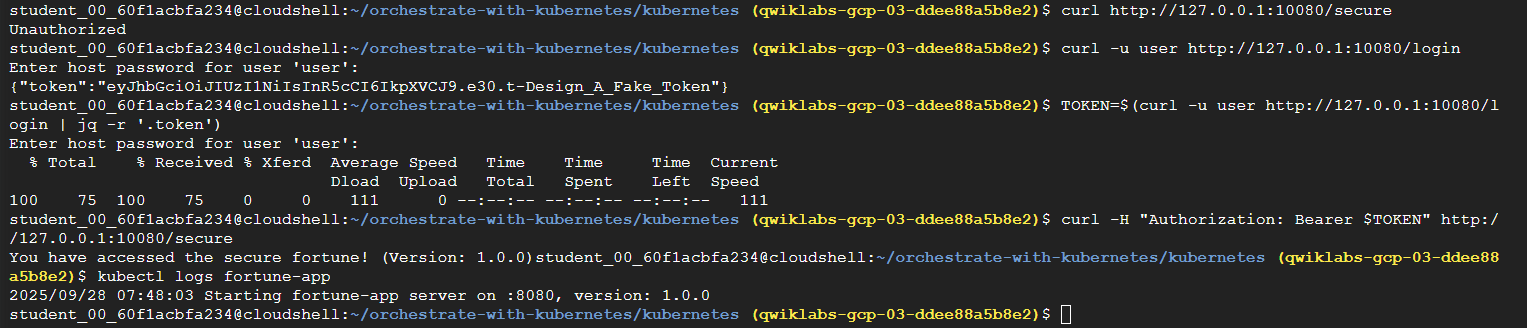 student_00_60f1acbfa234@cloudshell:~/orchestrate-with-kubernetes/kubernetes (qwiklabs-gcp-03-ddee88a5b8e2)$ curl http://127.0.0.1:10080/secure
Unauthorized
student_00_60f1acbfa234@cloudshell:~/orchestrate-with-kubernetes/kubernetes (qwiklabs-gcp-03-ddee88a5b8e2)$ curl -u user http://127.0.0.1:10080/login
Enter host password for user 'user':
{"token":"eyJhbGciOiJIUzI1NiIsInR5cCI6IkpXVCJ9.e30.t-Design_A_Fake_Token"}
student_00_60f1acbfa234@cloudshell:~/orchestrate-with-kubernetes/kubernetes (qwiklabs-gcp-03-ddee88a5b8e2)$ TOKEN=$(curl -u user http://127.0.0.1:10080/l
ogin | jq -r '.token')
Enter host password for user 'user':
  % Total    % Received % Xferd  Average Speed   Time    Time     Time  Current
                                 Dload  Upload   Total   Spent    Left  Speed
100    75  100    75    0     0    111      0 --:--:-- --:--:-- --:--:--   111
student_00_60f1acbfa234@cloudshell:~/orchestrate-with-kubernetes/kubernetes (qwiklabs-gcp-03-ddee88a5b8e2)$ curl -H "Authorization: Bearer $TOKEN" http:/
/127.0.0.1:10080/secure
You have accessed the secure fortune! (Version: 1.0.0)student_00_60f1acbfa234@cloudshell:~/orchestrate-with-kubernetes/kubernetes (qwiklabs-gcp-03-ddee88
a5b8e2)$ kubectl logs fortune-app
2025/09/28 07:48:03 Starting fortune-app server on :8080, version: 1.0.0
student_00_60f1acbfa234@cloudshell:~/orchestrate-with-kubernetes/kubernetes (qwiklabs-gcp-03-ddee88a5b8e2)$